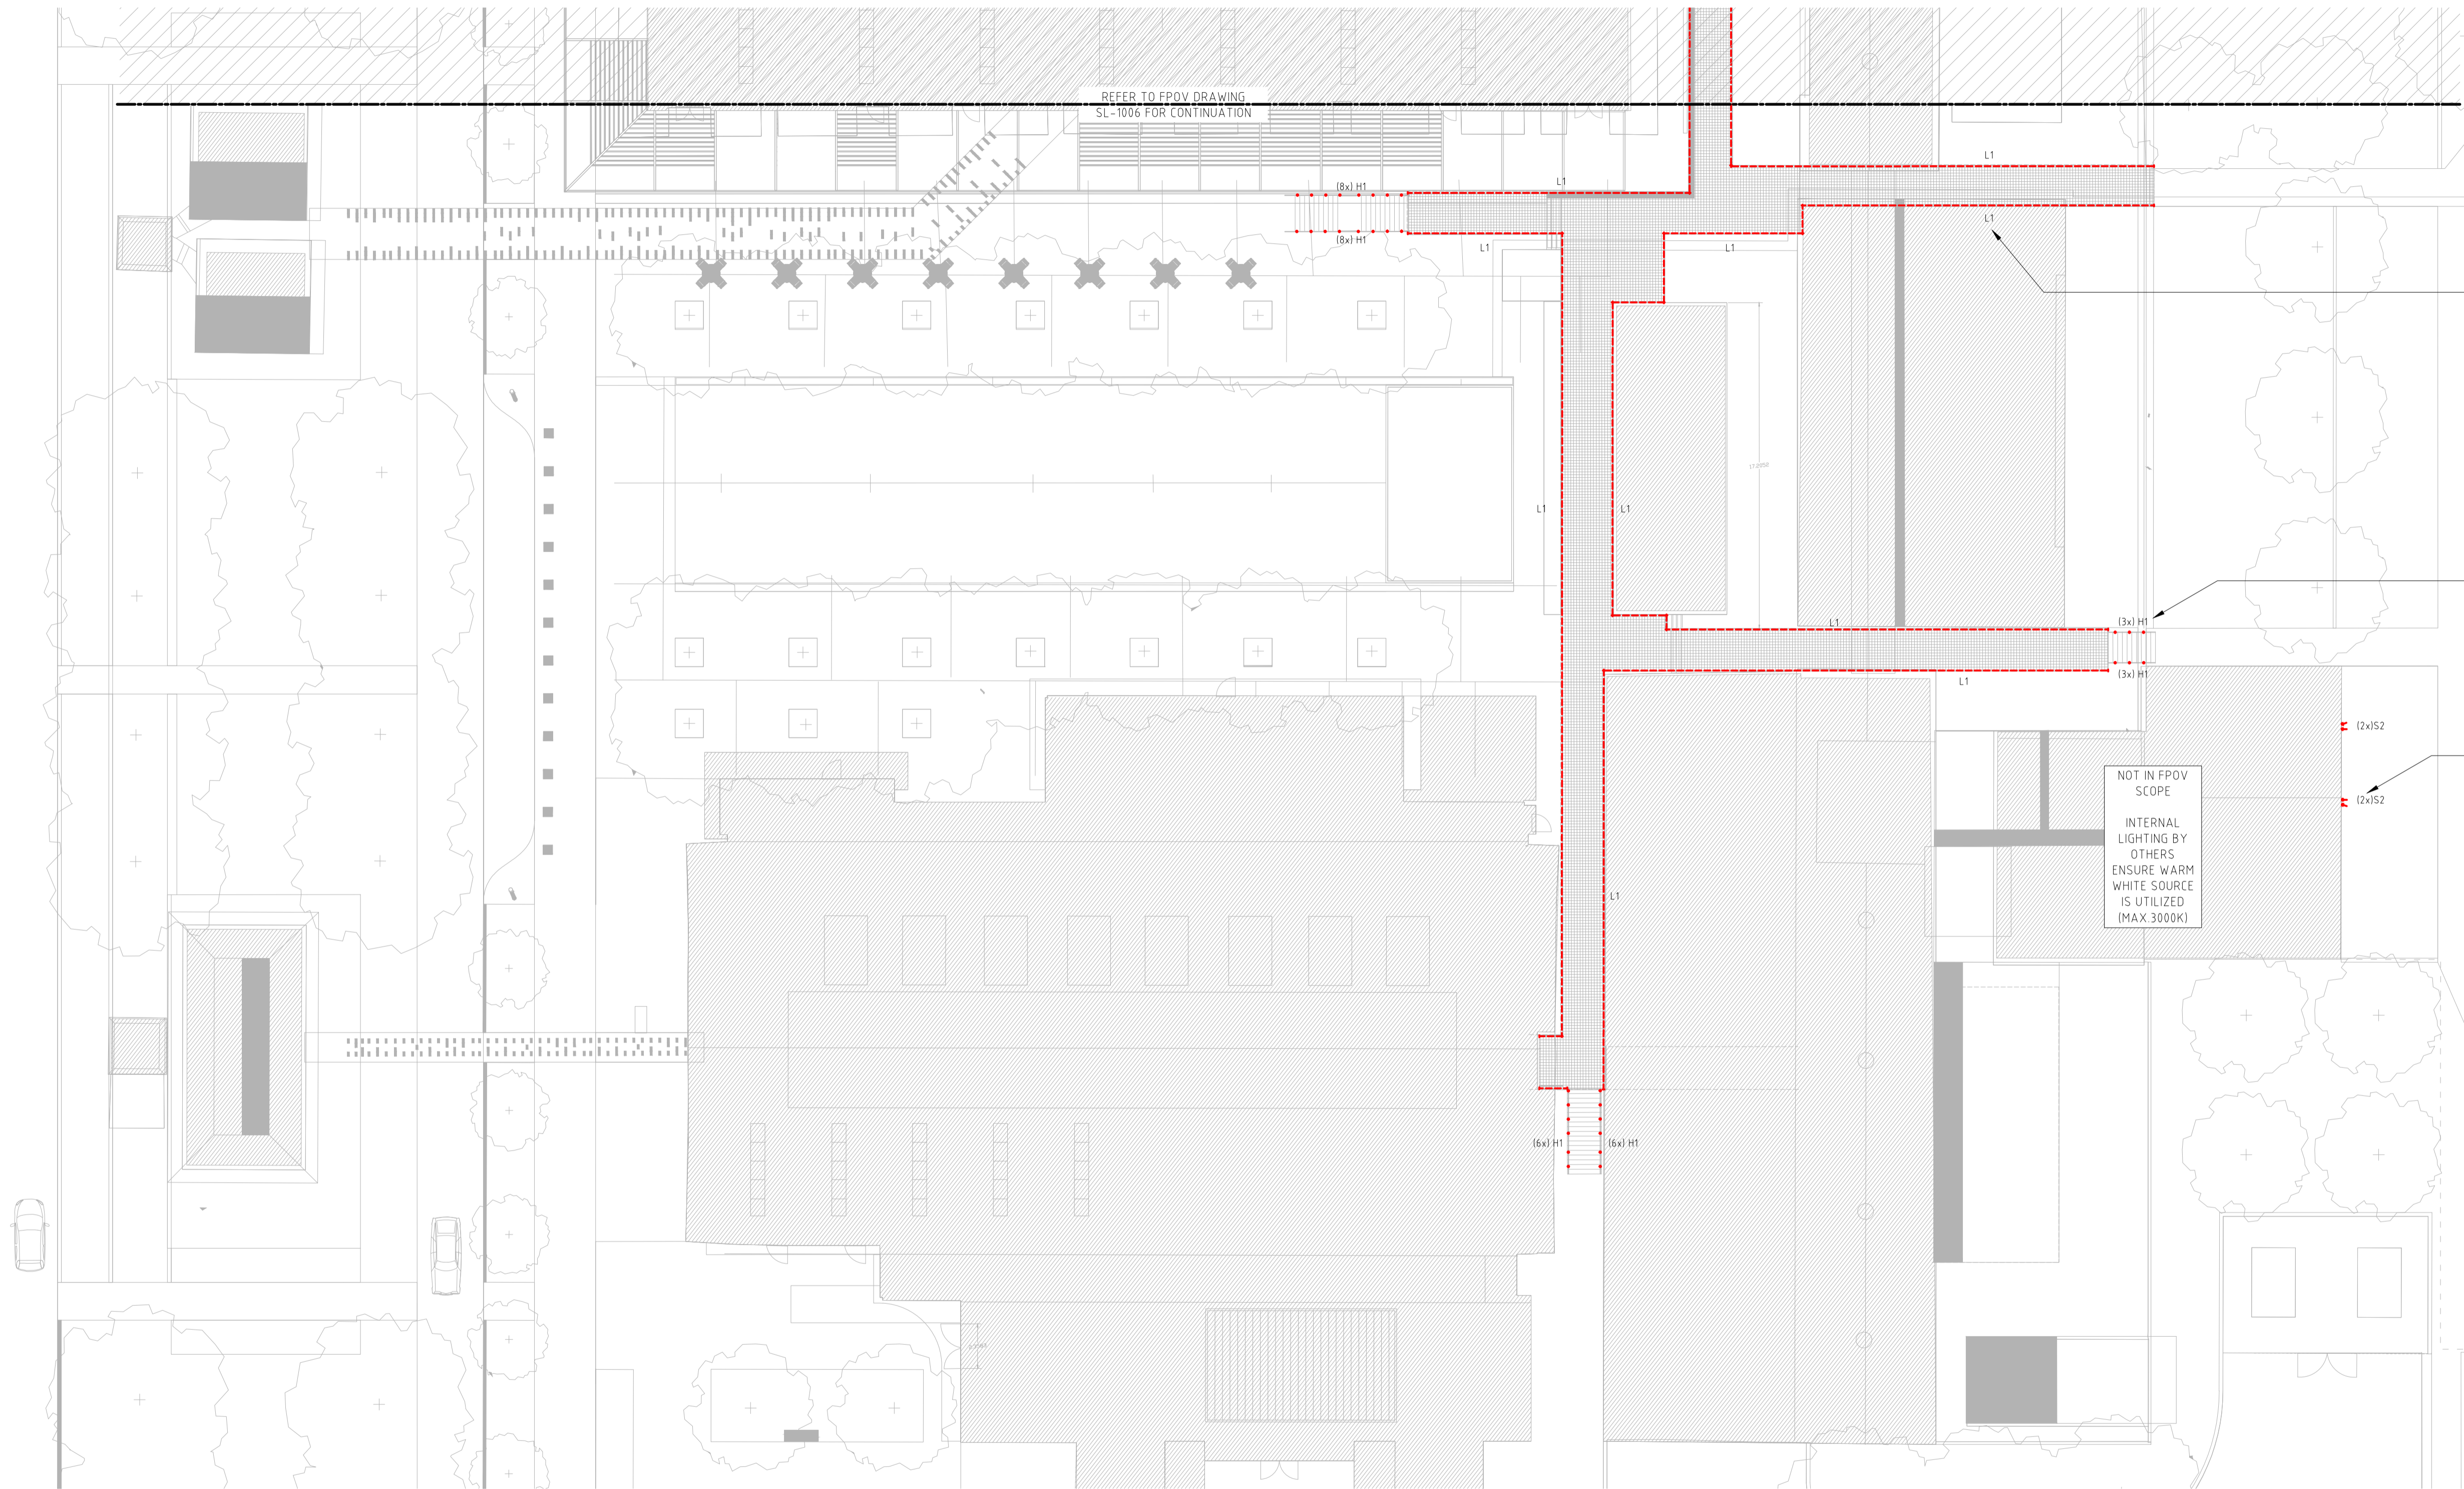 REFER TO FPOV DRAWING
SL-1006 FOR CONTINUATION
L1
L1
(8x) H1
L1
(8x) H1
L1
L1
L1
L1
(3x) H1
L1
(3x) H1
L1
(2x)S2
NOT IN FPOV
SCOPE
INTERNAL
LIGHTING BY
OTHERS
ENSURE WARM
WHITE SOURCE
IS UTILIZED
(MAX.3000K)
(2x)S2
L1
(6x) H1
(6x) H1